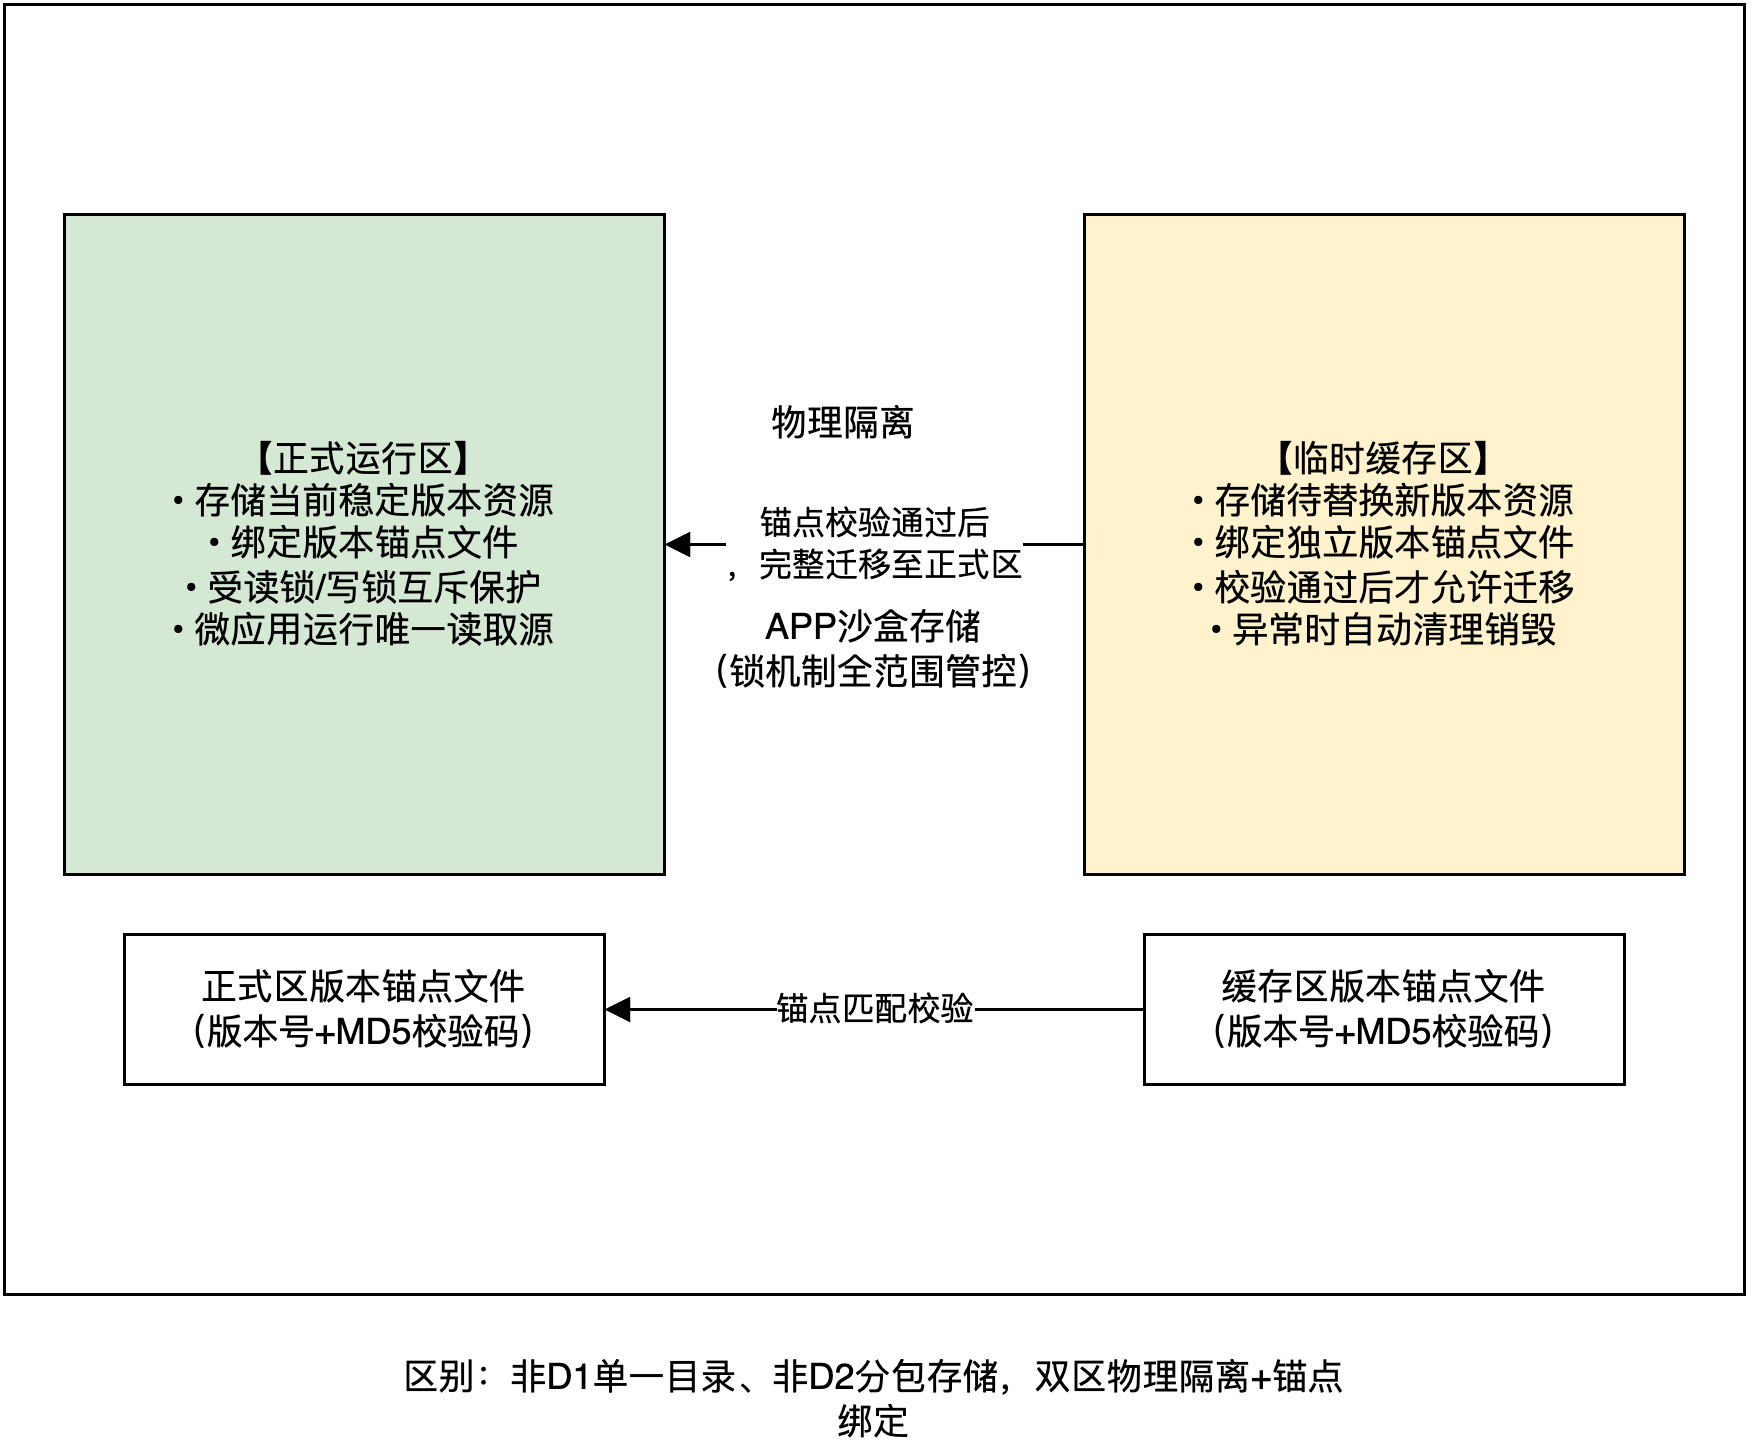 【正式运行区】
• 存储当前稳定版本资源
• 绑定版本锚点文件
• 受读锁/写锁互斥保护
• 微应用运行唯一读取源
物理隔离
锚点校验通过后
，完整迁移至正式区
APP沙盒存储
（锁机制全范围管控）
【临时缓存区】
• 存储待替换新版本资源
• 绑定独立版本锚点文件
• 校验通过后才允许迁移
• 异常时自动清理销毁
正式区版本锚点文件
（版本号+MD5校验码）
锚点匹配校验
缓存区版本锚点文件
（版本号+MD5校验码）
区别：非D1单一目录、非D2分包存储，双区物理隔离+锚点
绑定